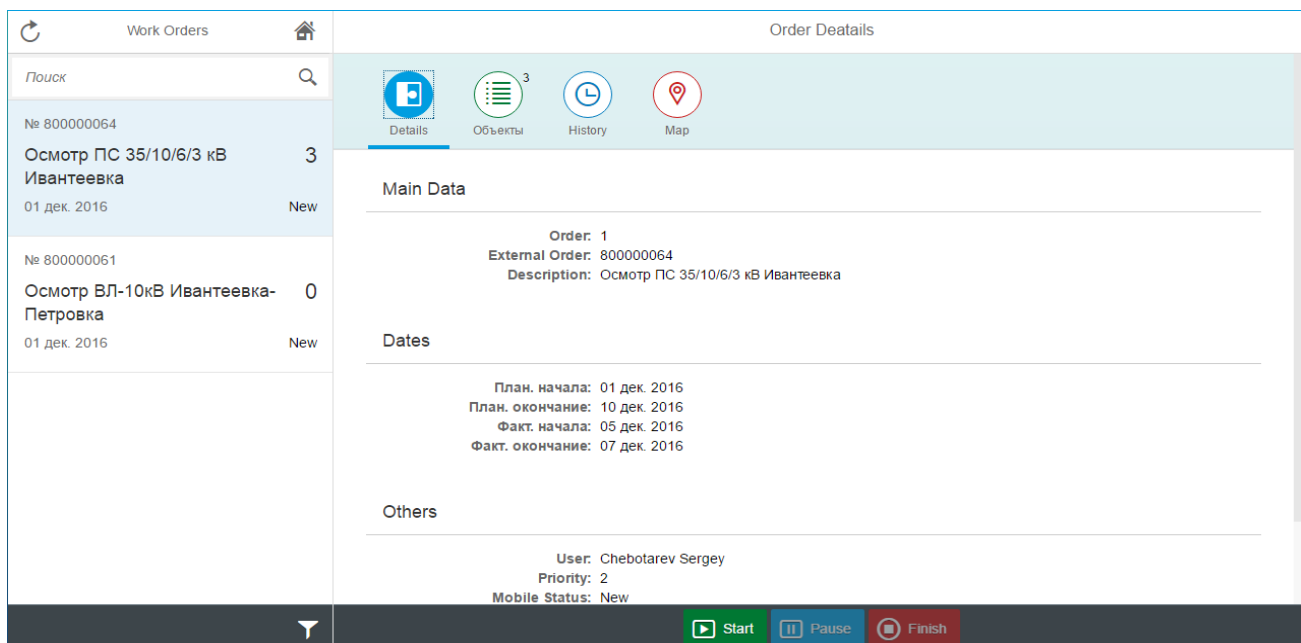 Work Orders
Order Deatails
Поиск
№ 800000064
Осмотр ПС 35/10/6/3 кВ 3
Ивантеевка
01 дек. 2016 New
№ 800000061
Осмотр ВЛ-10кВ Ивантеевка- 0
Петровка
01 дек. 2016 New
3
Details Объекты History Map
Main Data
Order: 1
External Order: 800000064
Description: Осмотр ПС 35/10/6/3 кВ Ивантеевка
Dates
План. начала: 01 дек. 2016
План. окончание: 10 дек. 2016
Факт. начала: 05 дек. 2016
Факт. окончание: 07 дек. 2016
Others
User: Chebotarev Sergey
Priority: 2
Mobile Status: New
Start Pause Finish